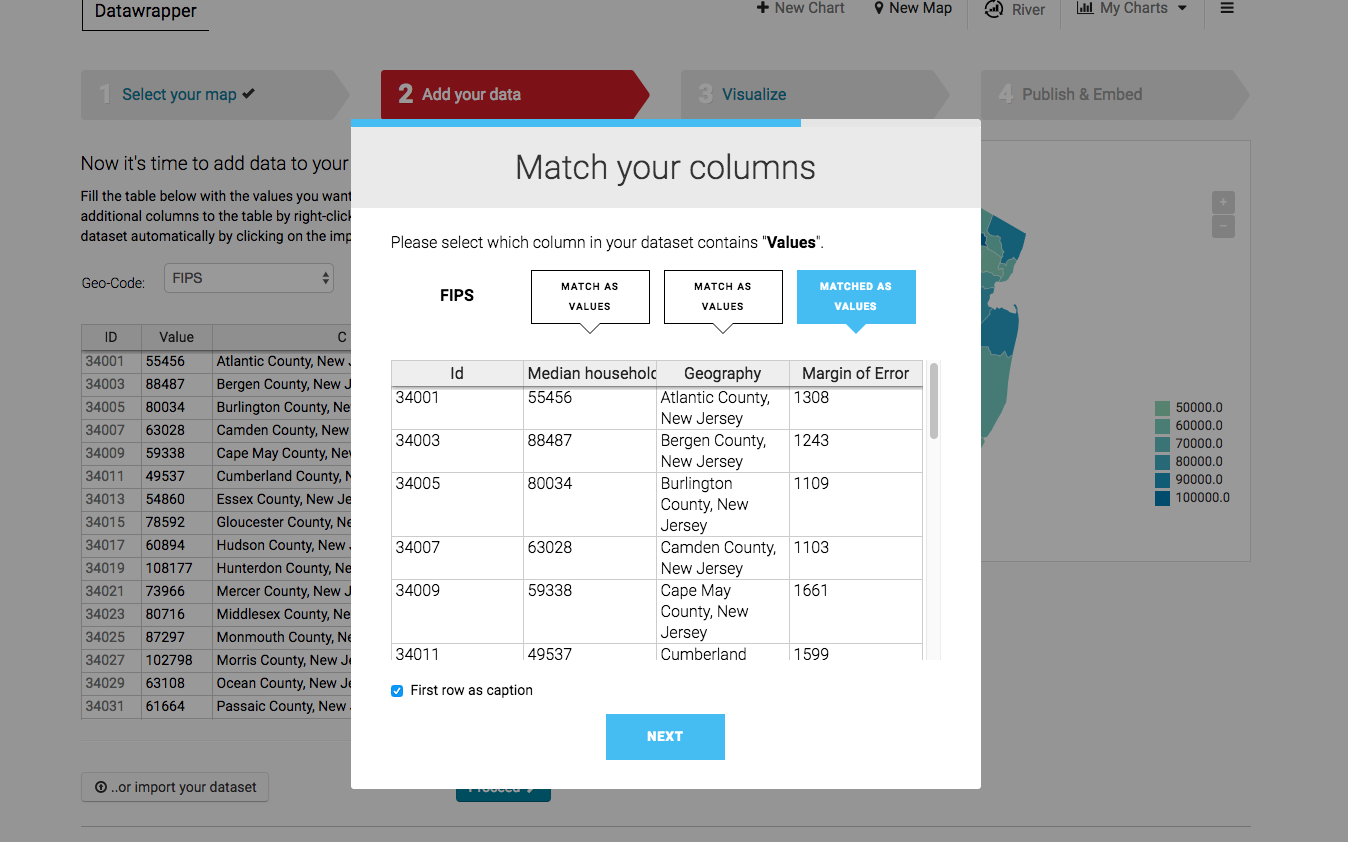 Datawrapper
New Chart
New Map
River
My Charts
1 Select your map
2 Add your data
3 Visualize
4 Publish & Embed
Now it's time to add data to your
Fill the table below with the values you want
additional columns to the table by right-click
dataset automatically by clicking on the imp
Geo-Code:
FIPS
ID Value C
34001 55456 Atlantic County, New J
34003 88487 Bergen County, New J
34005 80034 Burlington County, Ne
34007 63028 Camden County, New
34009 59338 Cape May County, New
34011 49537 Cumberland County, N
34013 54860 Essex County, New Je
34015 78592 Gloucester County, Ne
34017 60894 Hudson County, New J
34019 108177 Hunterdon County, Ne
34021 73966 Mercer County, New J
34023 80716 Middlesex County, Ne
34025 87297 Monmouth County, Ne
34027 102798 Morris County, New Je
34029 63108 Ocean County, New Je
34031 61664 Passaic County, New
..or import your dataset
Proceed
Match your columns
Please select which column in your dataset contains "Values".
FIPS
MATCH AS
VALUES
MATCH AS
VALUES
MATCHED AS
VALUES
Id Median household Geography Margin of Error
34001 55456 Atlantic County, 1308
New Jersey
34003 88487 Bergen County, 1243
New Jersey
34005 80034 Burlington 1109
County, New
Jersey
34007 63028 Camden County, 1103
New Jersey
34009 59338 Cape May 1661
County, New
Jersey
34011 49537 Cumberland 1599
First row as caption
NEXT
+
−
50000.0
60000.0
70000.0
80000.0
90000.0
100000.0